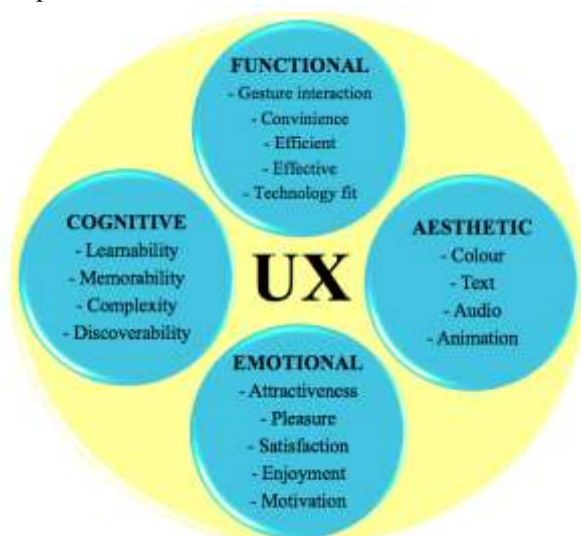 FUNCTIONAL
- Gesture interaction
- Convinience
- Efficient
- Effective
- Technology fit
COGNITIVE
- Learnability
- Memorability
- Complexity
- Discoverability
UX
AESTHETIC
- Colour
- Text
- Audio
- Animation
EMOTIONAL
- Attractiveness
- Pleasure
- Satisfaction
- Enjoyment
- Motivation